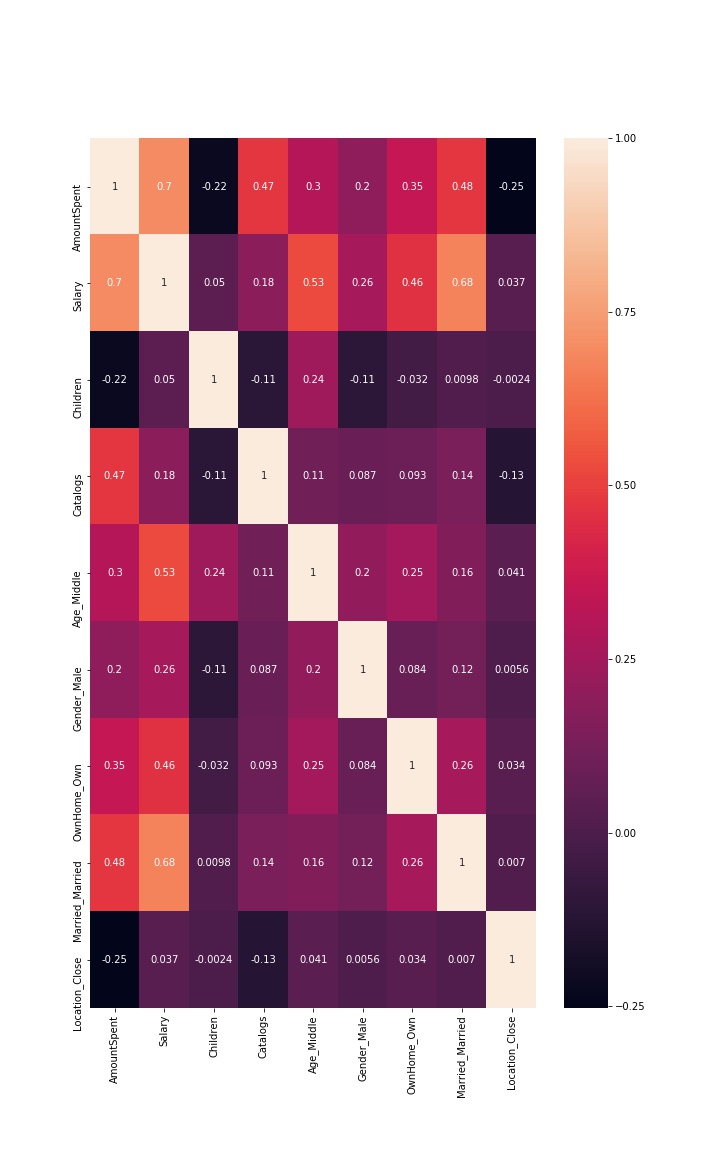 AmountSpent 1 0.7 -0.22 0.47 0.3 0.2 0.35 0.48 -0.25
Salary 0.7 1 0.05 0.18 0.53 0.26 0.46 0.68 0.037
Children -0.22 0.05 1 -0.11 0.24 -0.11 -0.032 0.0098 -0.0024
Catalogs 0.47 0.18 -0.11 1 0.11 0.087 0.093 0.14 -0.13
Age_Middle 0.3 0.53 0.24 0.11 1 0.2 0.25 0.16 0.041
Gender_Male 0.2 0.26 -0.11 0.087 0.2 1 0.084 0.12 0.0056
OwnHome_Own 0.35 0.46 -0.032 0.093 0.25 0.084 1 0.26 0.034
Married_Married 0.48 0.68 0.0098 0.14 0.16 0.12 0.26 1 0.007
Location_Close -0.25 0.037 -0.0024 -0.13 0.041 0.0056 0.034 0.007 1
AmountSpent Salary Children Catalogs Age_Middle Gender_Male OwnHome_Own Married_Married Location_Close
1.00
0.75
0.50
0.25
0.00
−0.25